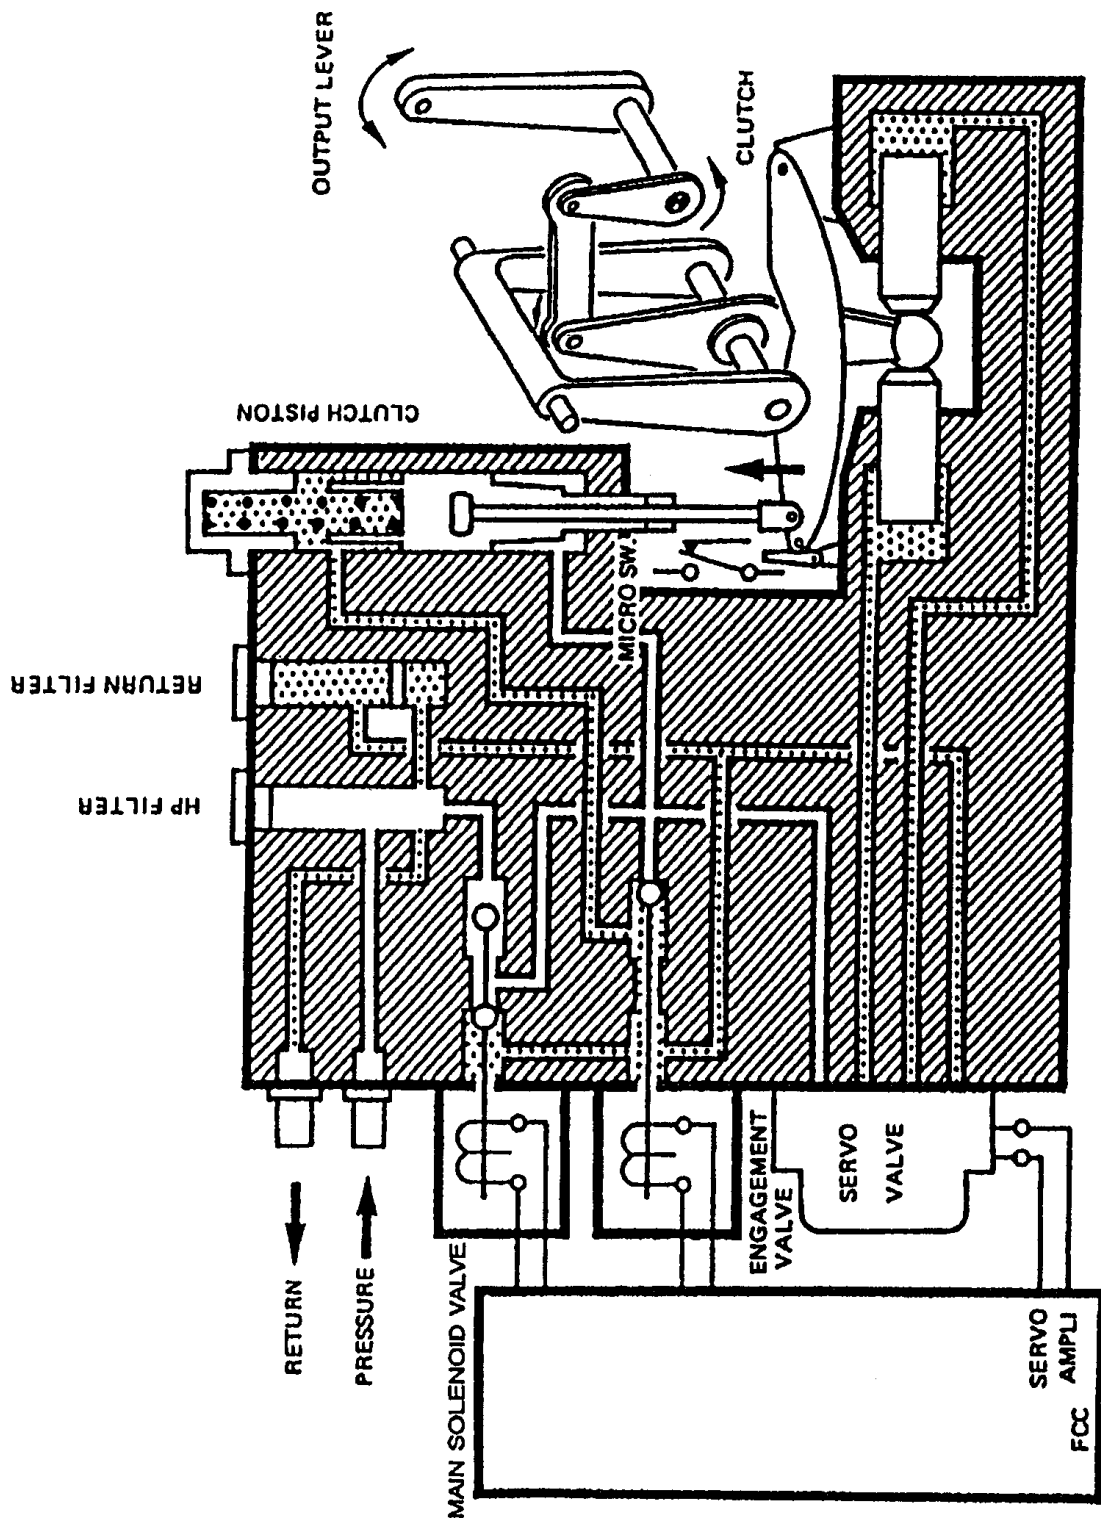 OUTPUT LEVER
CLUTCH
CLUTCH PISTON
MICRO SW
RETURN FILTER
HP FILTER
RETURN
PRESSURE
MAIN SOLENOID VALVE
ENGAGEMENT
VALVE
SERVO
VALVE
SERVO
AMPLI
FCC